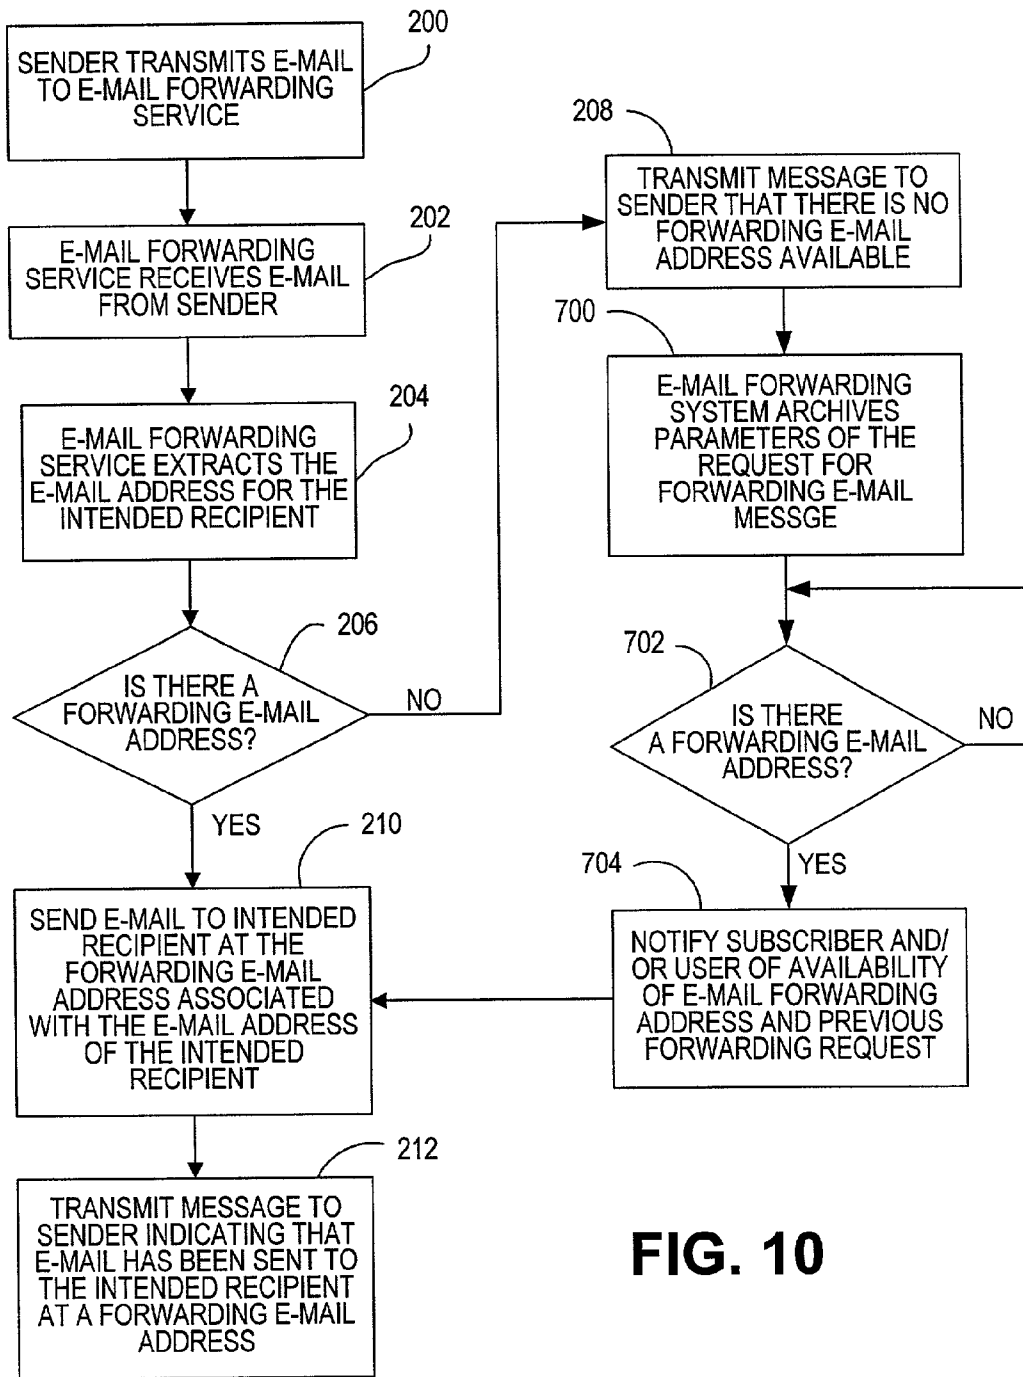 200
SENDER TRANSMITS E-MAIL
TO E-MAIL FORWARDING
SERVICE
202
E-MAIL FORWARDING
SERVICE RECEIVES E-MAIL
FROM SENDER
204
E-MAIL FORWARDING
SERVICE EXTRACTS THE
E-MAIL ADDRESS FOR THE
INTENDED RECIPIENT
206
IS THERE A
FORWARDING E-MAIL
ADDRESS?
NO
YES
208
TRANSMIT MESSAGE TO
SENDER THAT THERE IS NO
FORWARDING E-MAIL
ADDRESS AVAILABLE
700
E-MAIL FORWARDING
SYSTEM ARCHIVES
PARAMETERS OF THE
REQUEST FOR
FORWARDING E-MAIL
MESSGE
702
IS THERE
A FORWARDING E-MAIL
ADDRESS?
NO
YES
704
NOTIFY SUBSCRIBER AND/
OR USER OF AVAILABILITY
OF E-MAIL FORWARDING
ADDRESS AND PREVIOUS
FORWARDING REQUEST
210
SEND E-MAIL TO INTENDED
RECIPIENT AT THE
FORWARDING E-MAIL
ADDRESS ASSOCIATED
WITH THE E-MAIL ADDRESS
OF THE INTENDED
RECIPIENT
212
TRANSMIT MESSAGE TO
SENDER INDICATING THAT
E-MAIL HAS BEEN SENT TO
THE INTENDED RECIPIENT
AT A FORWARDING E-MAIL
ADDRESS
FIG. 10